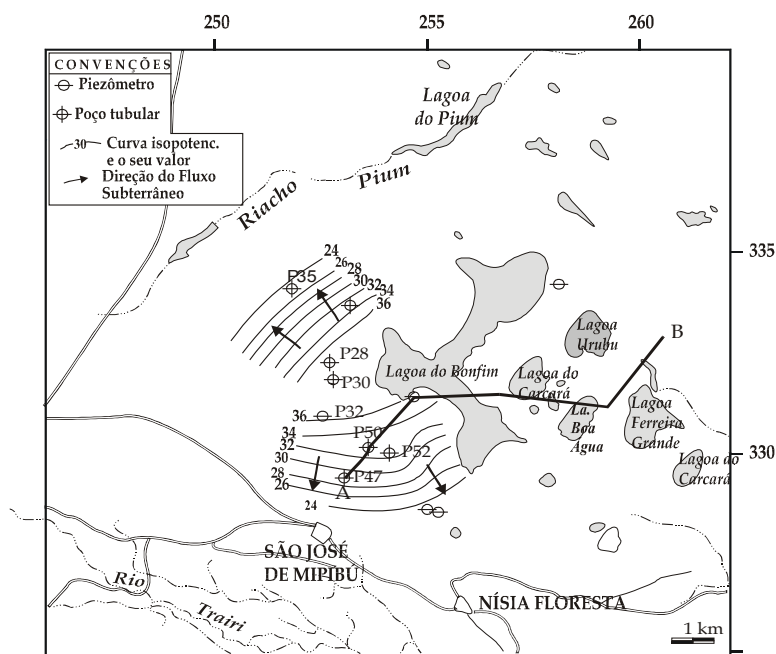 250
255
260
CONVENÇÕES
Piezômetro
Poço tubular
30
Curva isopotenc.
e o seu valor
Direção do Fluxo
Subterrâneo
Lagoa
do Pium
Riacho
Pium
335
24
26
28
30
32
34
36
P35
P28
P30
P32
Lagoa do Bonfim
Lagoa
Urubu
B
Lagoa do
Carcará
La.
Boa
Agua
Lagoa
Ferreira
Grande
Lagoa do
Carcará
330
36
34
32
30
28
26
24
P50
P52
P47
A
SÃO JOSÉ
DE MIPIBÚ
NÍSIA FLORESTA
Rio
Trairi
1 km